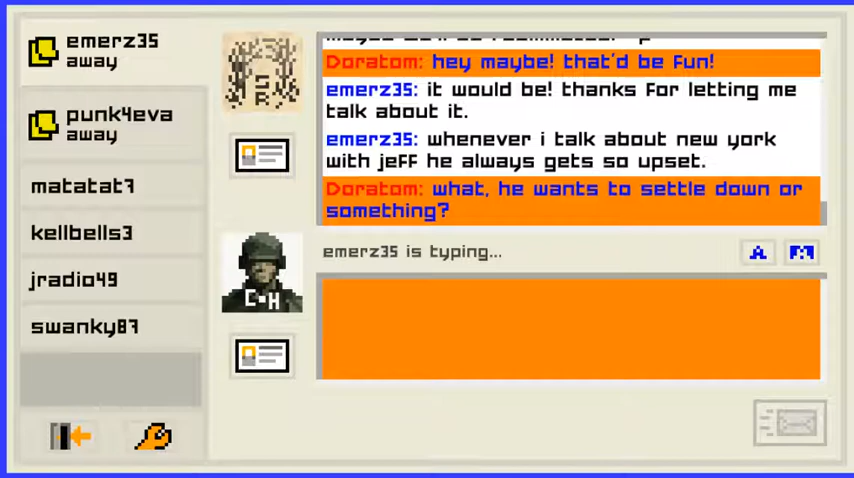 emerz35
away
punk4eva
away
matatat7
kellbells3
jradio49
swanky87
Doratom: hey maybe! that'd be fun!
emerz35: it would be! thanks for letting me
talk about it.
emerz35: whenever i talk about new york
with jeff he always gets so upset.
Doratom: what, he wants to settle down or
something?
emerz35 is typing...
A
C•H